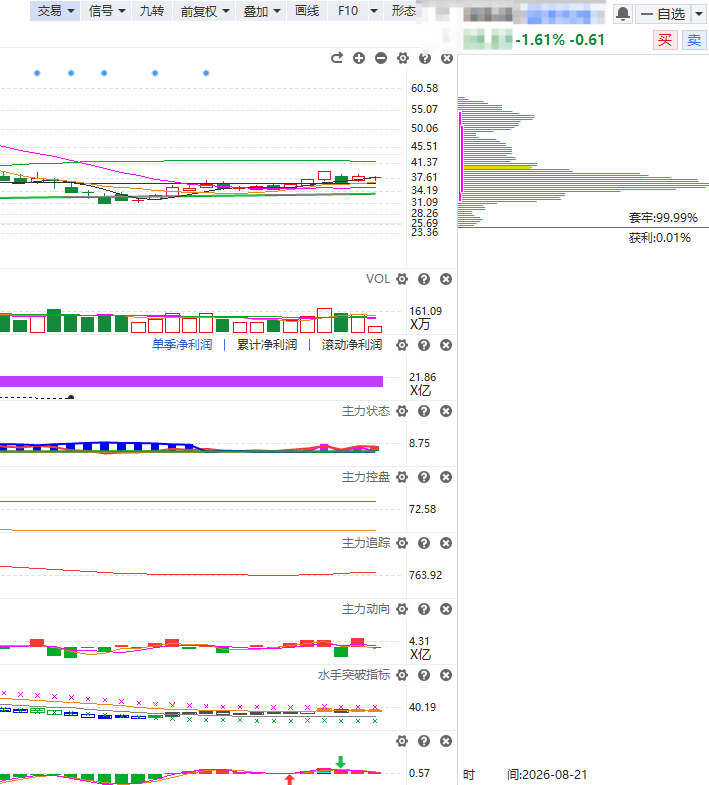 交易 信号 九转 前复权 叠加 画线 F10 形态 自选
-1.61% -0.61 买 卖
60.58
55.07
50.06
45.51
41.37
37.61
34.19
31.09
28.26
25.69
23.36
套牢:99.99%
获利:0.01%
VOL
161.09
X万
单季净利润 | 累计净利润 | 滚动净利润
21.86
X亿
主力状态
8.75
主力控盘
72.58
主力追踪
763.92
主力动向
4.31
X亿
水手突破指标
40.19
0.57
时 间:2026-08-21